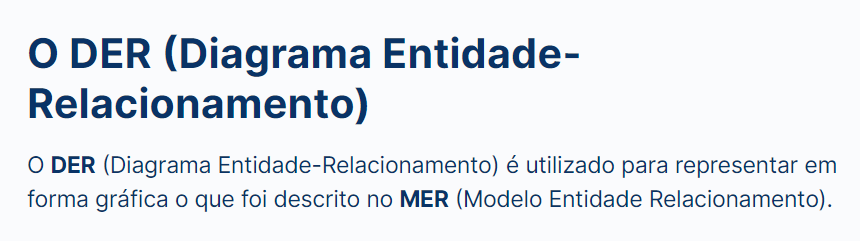 O DER (Diagrama Entidade-
Relacionamento)
O DER (Diagrama Entidade-Relacionamento) é utilizado para representar em
forma gráfica o que foi descrito no MER (Modelo Entidade Relacionamento).